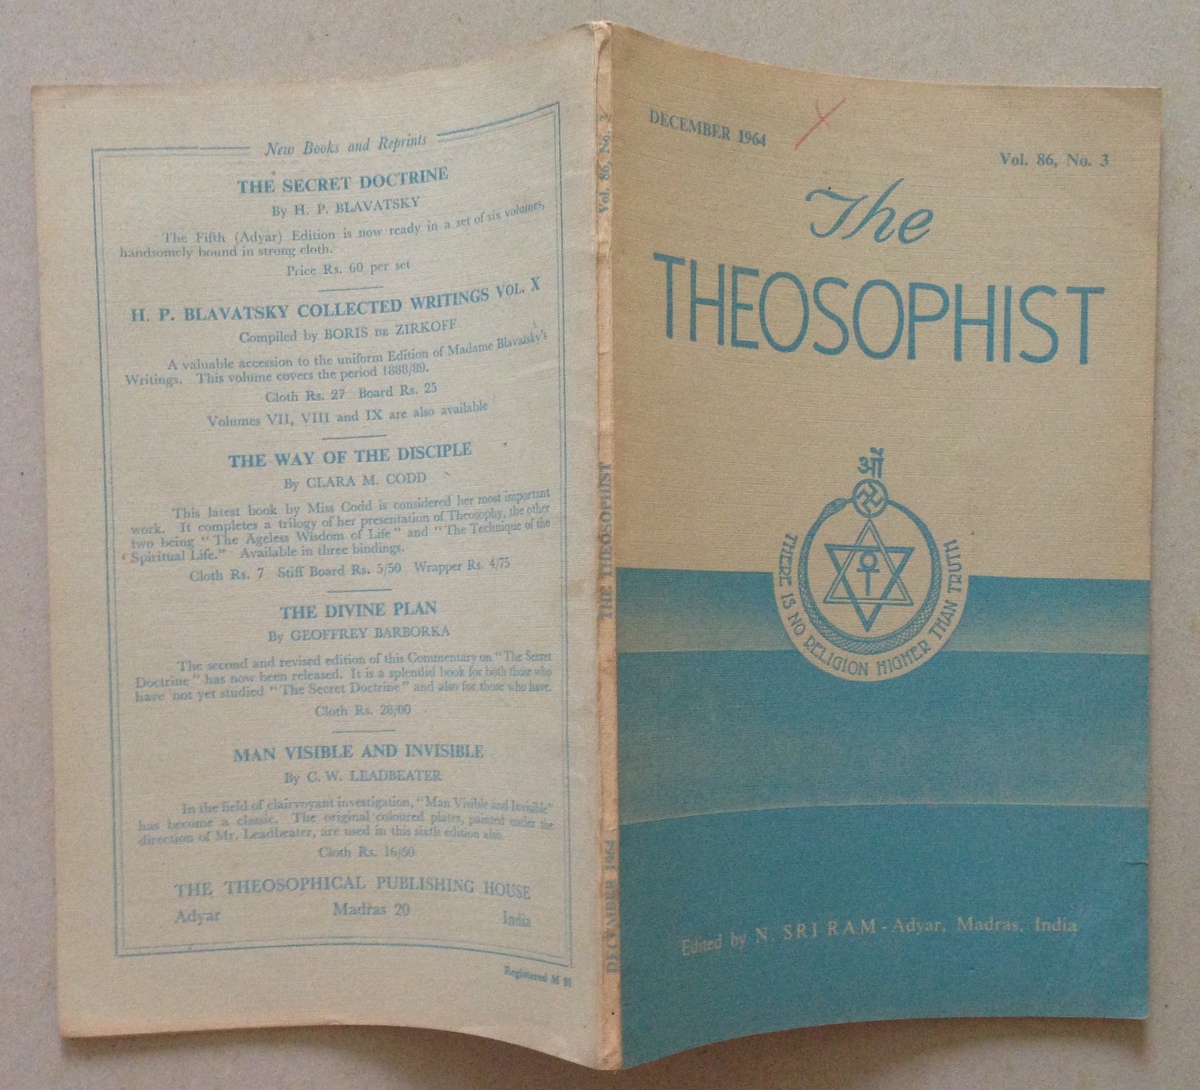 New Books and Reprints
THE SECRET DOCTRINE
By H. P. BLAVATSKY
The Fifth (Adyar) Edition is now ready in a set of six volumes,
handsomely bound in strong cloth.
Price Rs. 60 per set
H. P. BLAVATSKY COLLECTED WRITINGS VOL. X
Compiled by BORIS DE ZIRKOFF
A valuable accession to the uniform Edition of Madame Blavatsky's
Writings. This volume covers the period 1888/89.
Cloth Rs. 27 Board Rs. 25
Volumes VII, VIII and IX are also available
THE WAY OF THE DISCIPLE
By CLARA M. CODD
This latest book by Miss Codd is considered her most important
work. It completes a trilogy of her presentation of Theosophy, the other
two being "The Ageless Wisdom of Life" and "The Technique of the
Spiritual Life." Available in three bindings.
Cloth Rs. 7 Stiff Board Rs. 5/50 Wrapper Rs. 4/75
THE DIVINE PLAN
By GEOFFREY BARBORKA
The second and revised edition of this Commentary on "The Secret
Doctrine" has now been released. It is a splendid book for both those who
have not yet studied "The Secret Doctrine" and also for those who have.
Cloth Rs. 28/00
MAN VISIBLE AND INVISIBLE
By C. W. LEADBEATER
In the field of clairvoyant investigation, "Man Visible and Invisible"
has become a classic. The original coloured plates, painted under the
direction of Mr. Leadbeater, are used in this sixth edition also.
Cloth Rs. 16/50
THE THEOSOPHICAL PUBLISHING HOUSE
Adyar Madras 20 India
Registered M 91
Vol. 86, No. 3
THE THEOSOPHIST
DECEMBER 1964
DECEMBER 1964
Vol. 86, No. 3
The
THEOSOPHIST
ओं
THERE IS NO RELIGION HIGHER THAN TRUTH
Edited by N. SRI RAM - Adyar, Madras, India